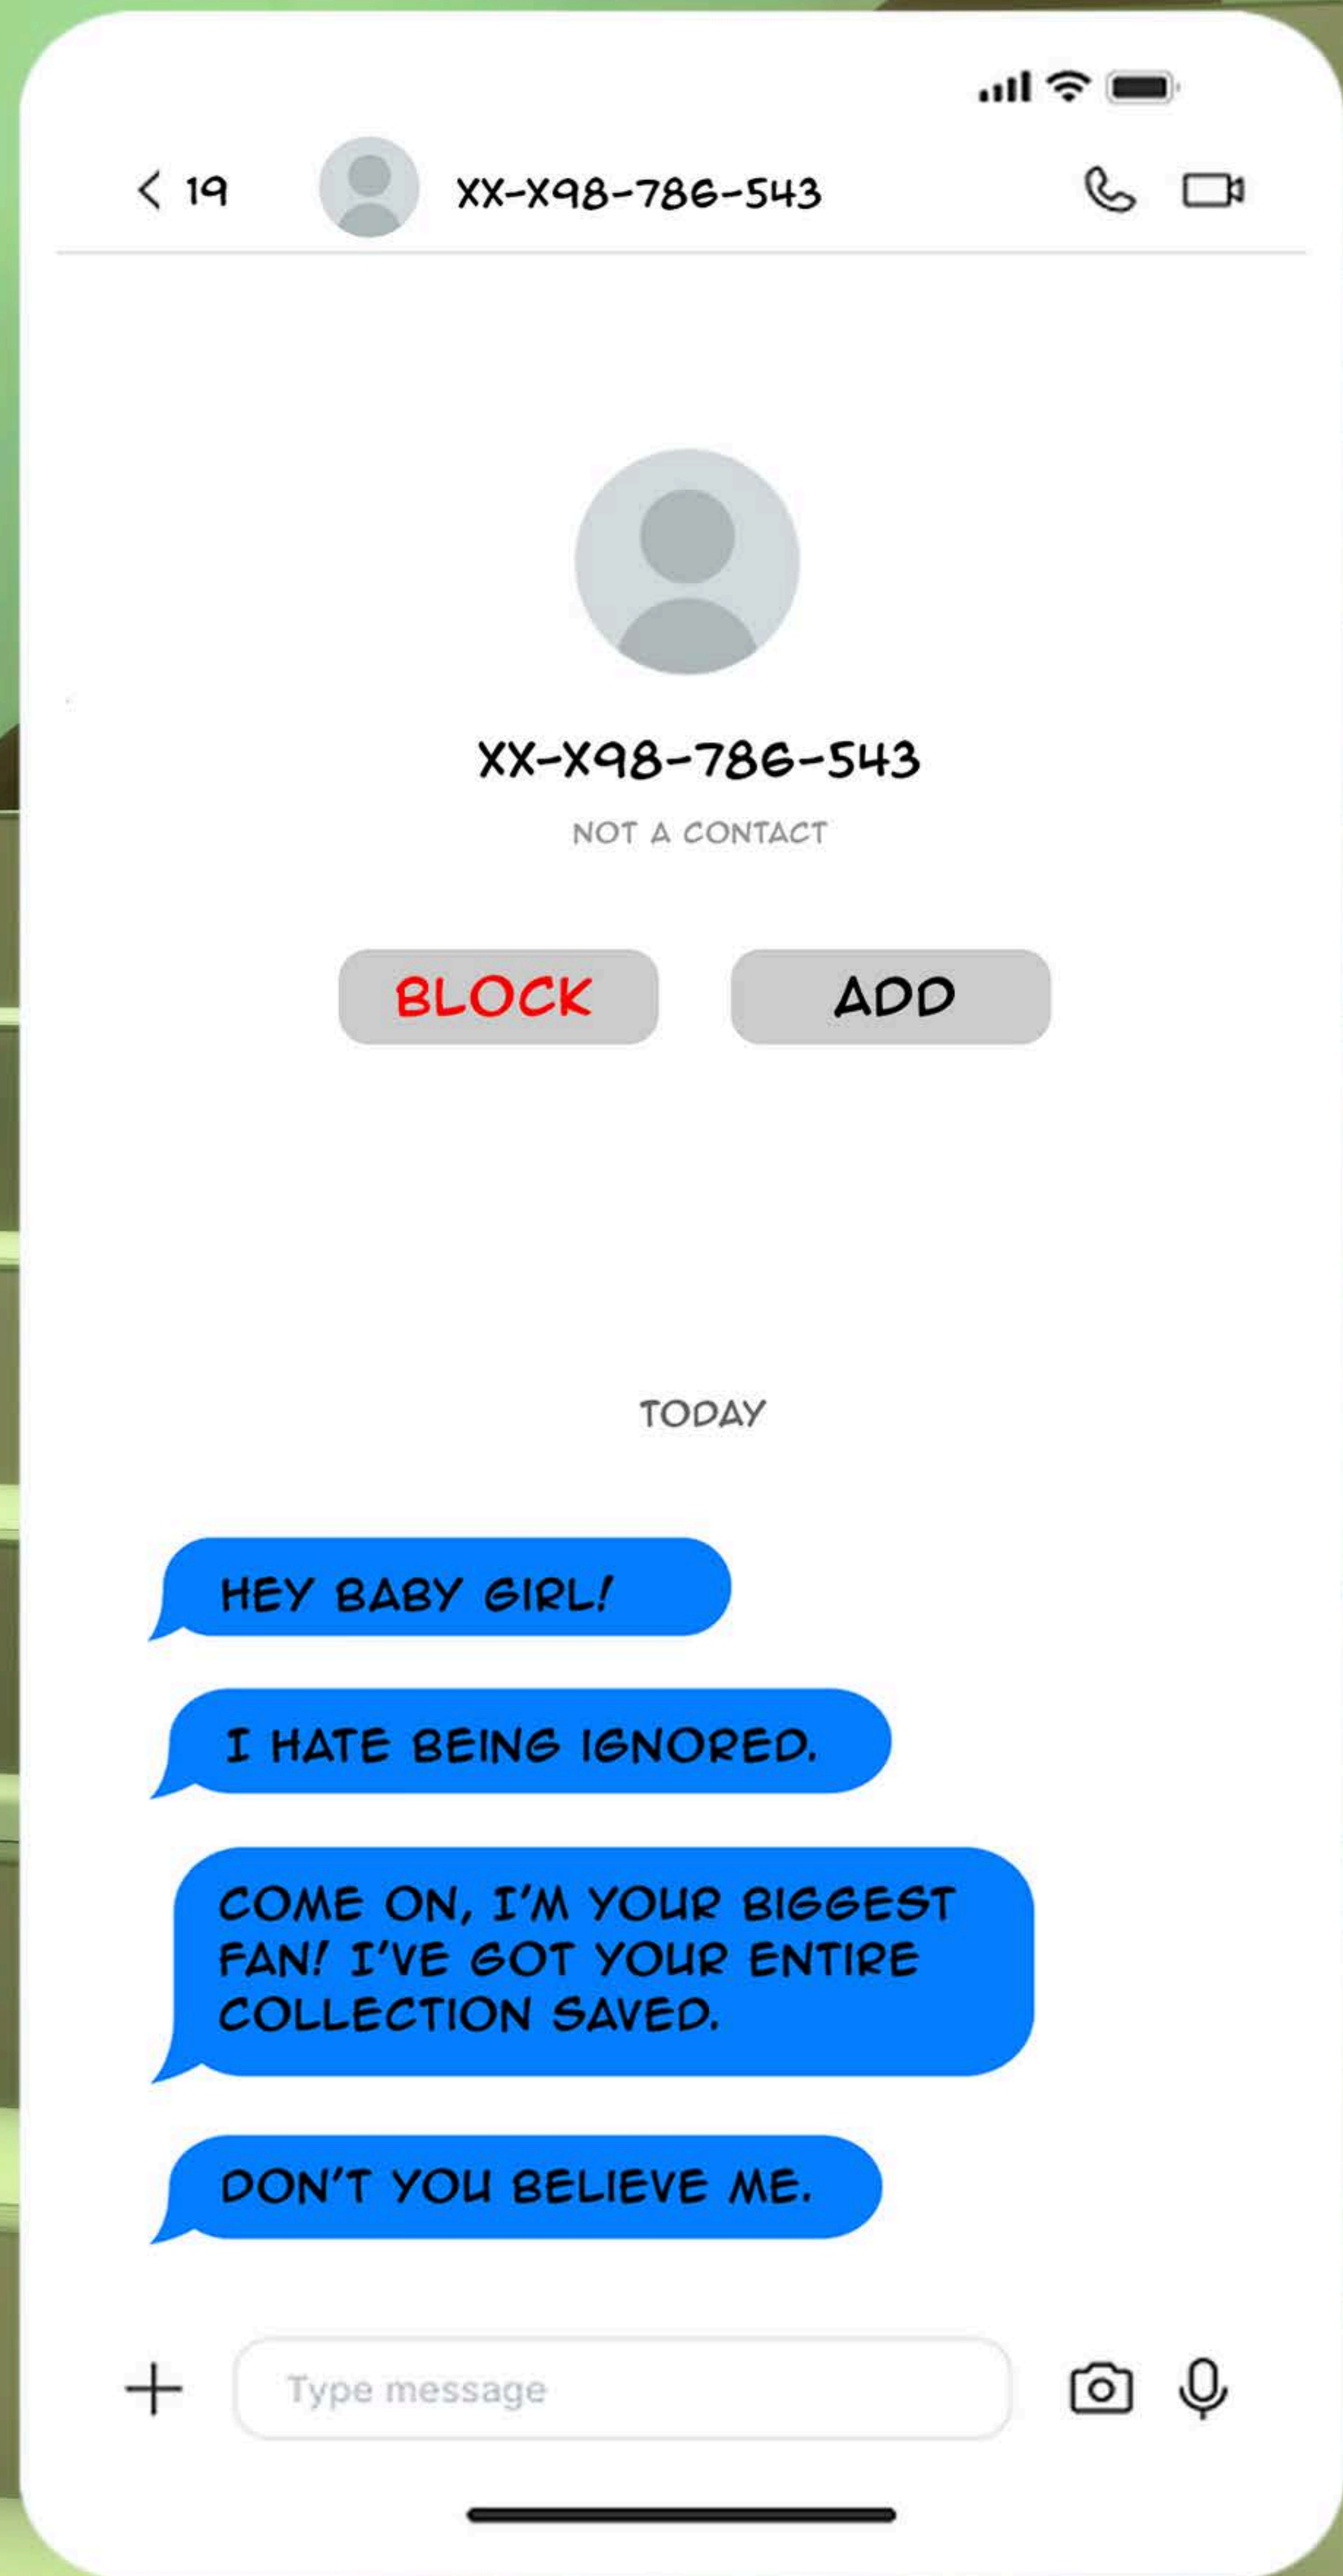 < 19 XX-X98-786-543
XX-X98-786-543
NOT A CONTACT
BLOCK ADD
TODAY
HEY BABY GIRL!
I HATE BEING IGNORED.
COME ON, I'M YOUR BIGGEST
FAN! I'VE GOT YOUR ENTIRE
COLLECTION SAVED.
DON'T YOU BELIEVE ME.
Type message